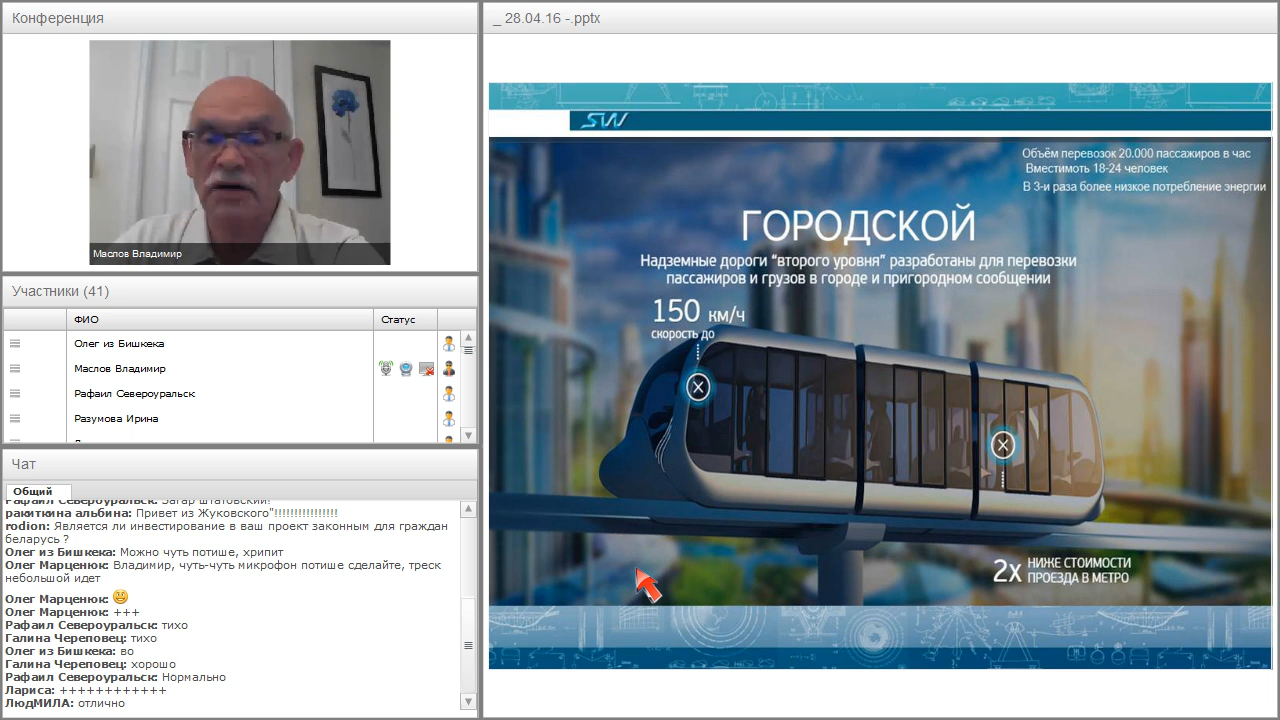 Конференция
Маслов Владимир
Участники (41)
ФИО
Статус
Олег из Бишкека
Маслов Владимир
Рафаил Североуральск
Разумова Ирина
Чат
Общий
Рафаил Североуральск: Загар штатовский!
ракиткина альбина: Привет из Жуковского"!!!!!!!!!!!!!!!
rodion: Является ли инвестирование в ваш проект законным для граждан
беларусь ?
Олег из Бишкека: Можно чуть потише, хрипит
Олег Марценюк: Владимир, чуть-чуть микрофон потише сделайте, треск
небольшой идет
Олег Марценюк:
Олег Марценюк: +++
Рафаил Североуральск: тихо
Галина Череповец: тихо
Олег из Бишкека: во
Галина Череповец: хорошо
Рафаил Североуральск: Нормально
Лариса: ++++++++++++
ЛюдМИЛА: отлично
_ 28.04.16 -.pptx
SW
Объём перевозок 20.000 пассажиров в час
Вместимоть 18-24 человек
В 3-и раза более низкое потребление энергии
ГОРОДСКОЙ
Надземные дороги “второго уровня” разработаны для перевозки
пассажиров и грузов в городе и пригородном сообщении
150 км/ч
скорость до
2x НИЖЕ СТОИМОСТИ
ПРОЕЗДА В МЕТРО